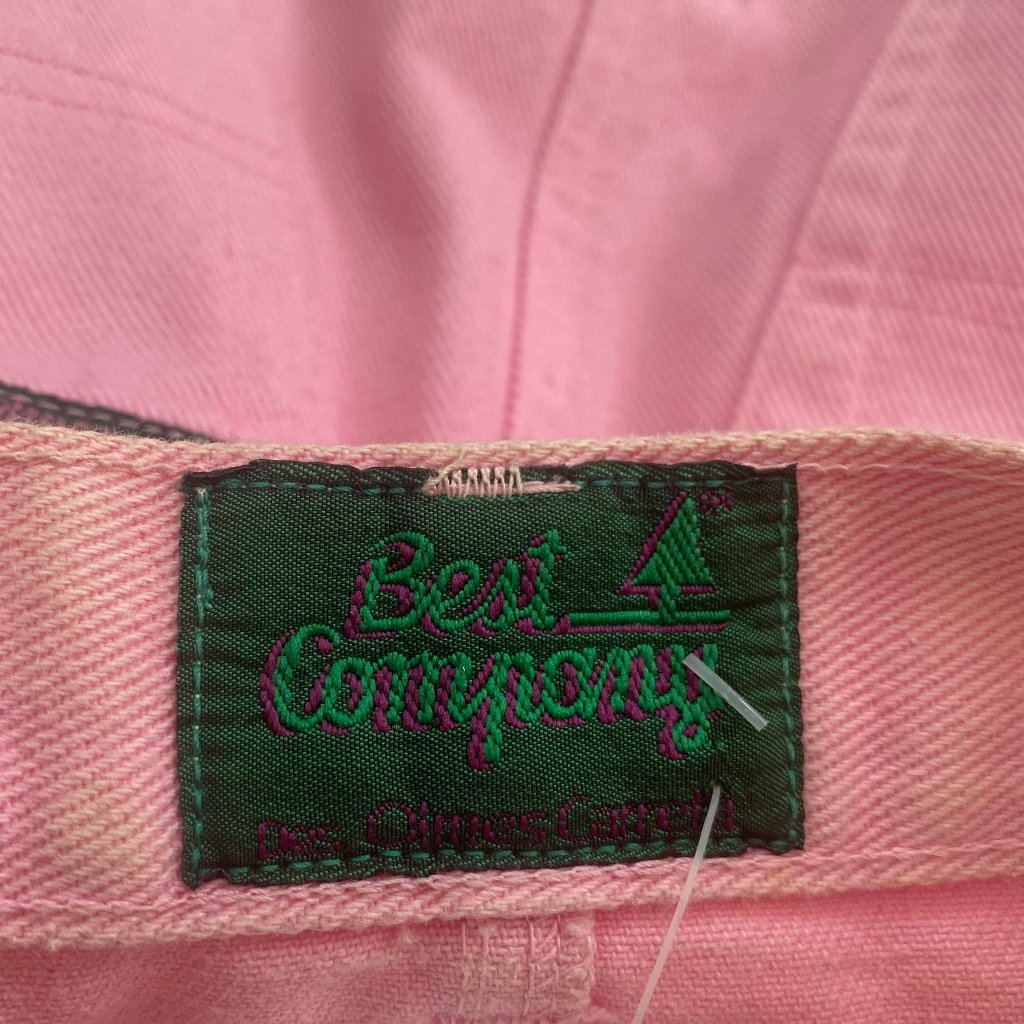 Best
Company
Des Olmes Carretti